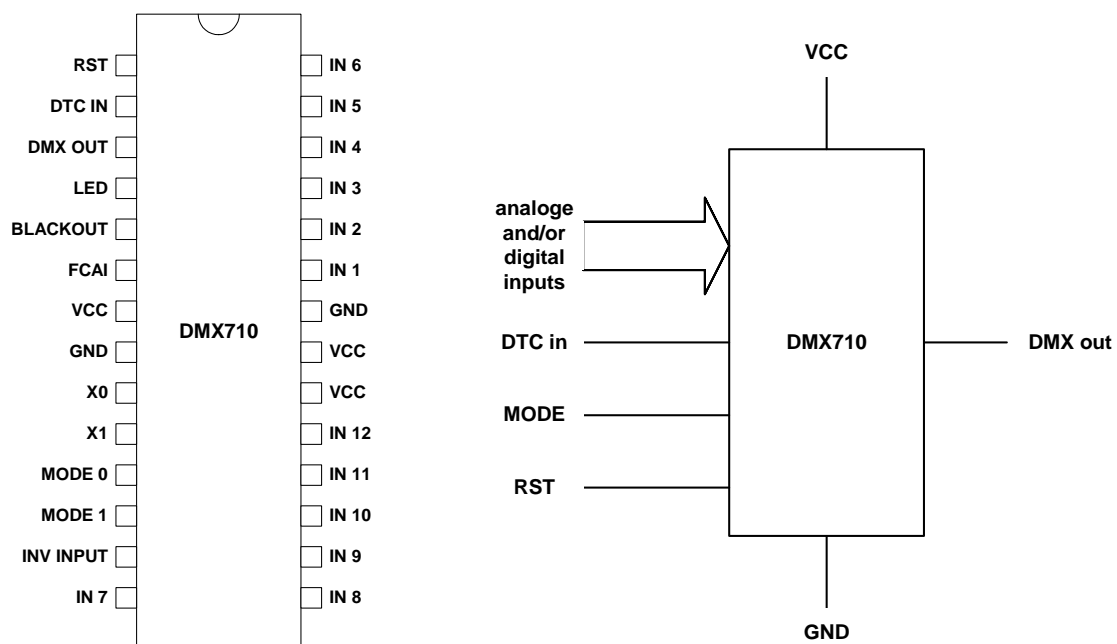 RST
DTC IN
DMX OUT
LED
BLACKOUT
FCAI
VCC
GND
X0
X1
MODE 0
MODE 1
INV INPUT
IN 7
DMX710
IN 6
IN 5
IN 4
IN 3
IN 2
IN 1
GND
VCC
VCC
IN 12
IN 11
IN 10
IN 9
IN 8
VCC
analoge
and/or
digital
inputs
DTC in
MODE
RST
DMX710
DMX out
GND